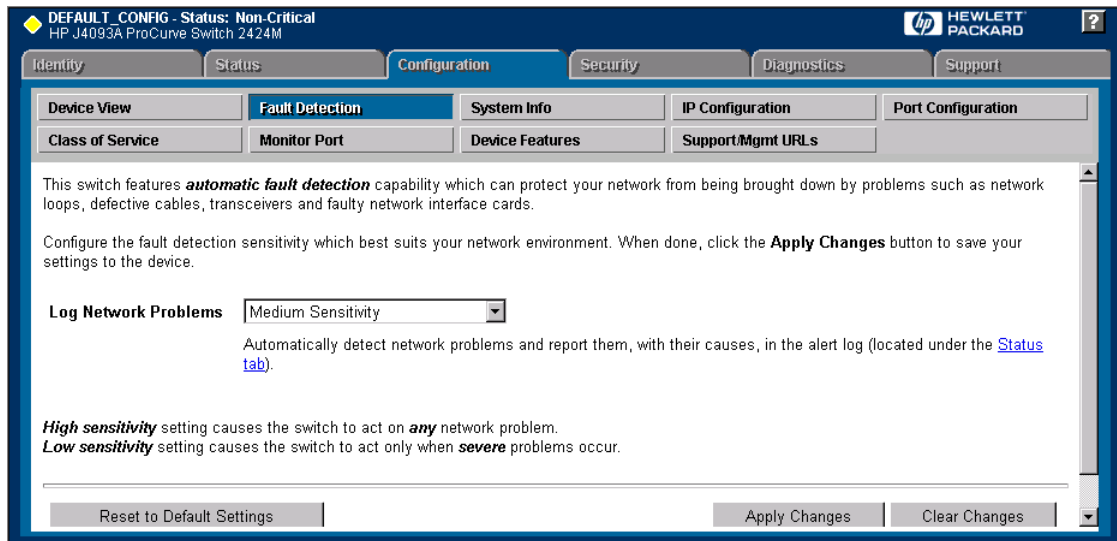 DEFAULT_CONFIG - Status: Non-Critical
HP J4093A ProCurve Switch 2424M
hp HEWLETT PACKARD
?
Identity Status Configuration Security Diagnostics Support
Device View Fault Detection System Info IP Configuration Port Configuration
Class of Service Monitor Port Device Features Support/Mgmt URLs
This switch features automatic fault detection capability which can protect your network from being brought down by problems such as network
loops, defective cables, transceivers and faulty network interface cards.
Configure the fault detection sensitivity which best suits your network environment. When done, click the Apply Changes button to save your
settings to the device.
Log Network Problems Medium Sensitivity
Automatically detect network problems and report them, with their causes, in the alert log (located under the Status
tab).
High sensitivity setting causes the switch to act on any network problem.
Low sensitivity setting causes the switch to act only when severe problems occur.
Reset to Default Settings Apply Changes Clear Changes